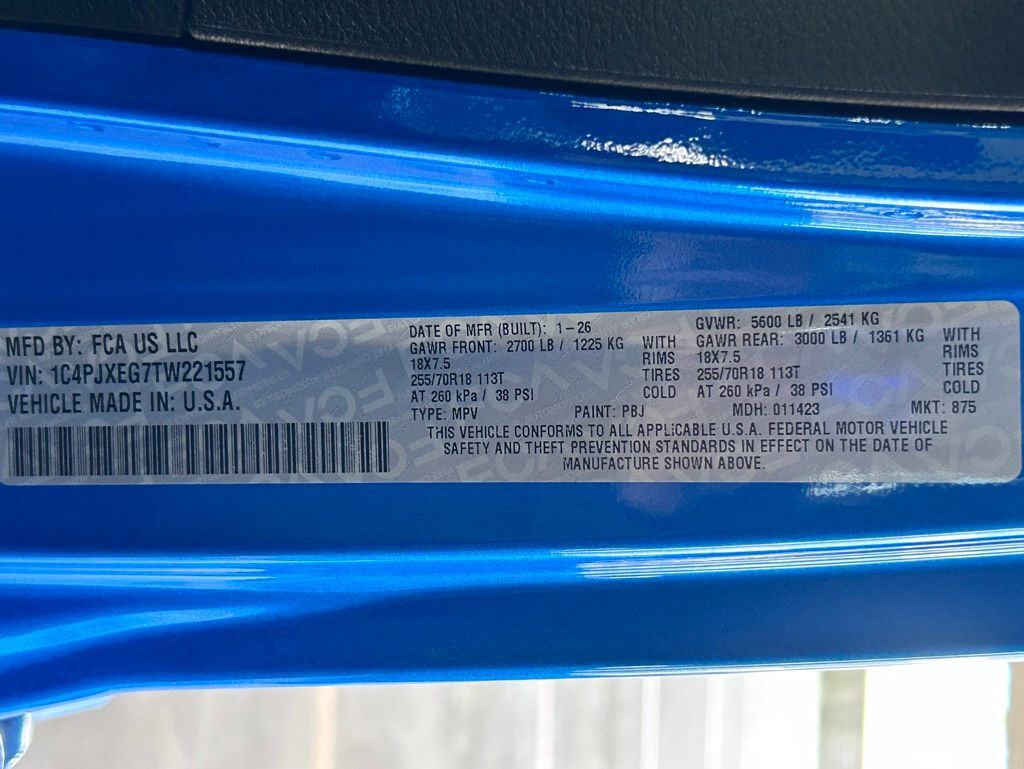 MFD BY: FCA US LLC
VIN: 1C4PJXEG7TW221557
VEHICLE MADE IN: U.S.A.
DATE OF MFR (BUILT): 1-26
GAWR FRONT: 2700 LB / 1225 KG WITH
18X7.5 RIMS
255/70R18 113T TIRES
AT 260 kPa / 38 PSI COLD
GVWR: 5600 LB / 2541 KG
GAWR REAR: 3000 LB / 1361 KG WITH
18X7.5 RIMS
255/70R18 113T TIRES
AT 260 kPa / 38 PSI COLD
TYPE: MPV PAINT: PBJ MDH: 011423 MKT: 875
THIS VEHICLE CONFORMS TO ALL APPLICABLE U.S.A. FEDERAL MOTOR VEHICLE
SAFETY AND THEFT PREVENTION STANDARDS IN EFFECT ON THE DATE OF
MANUFACTURE SHOWN ABOVE.